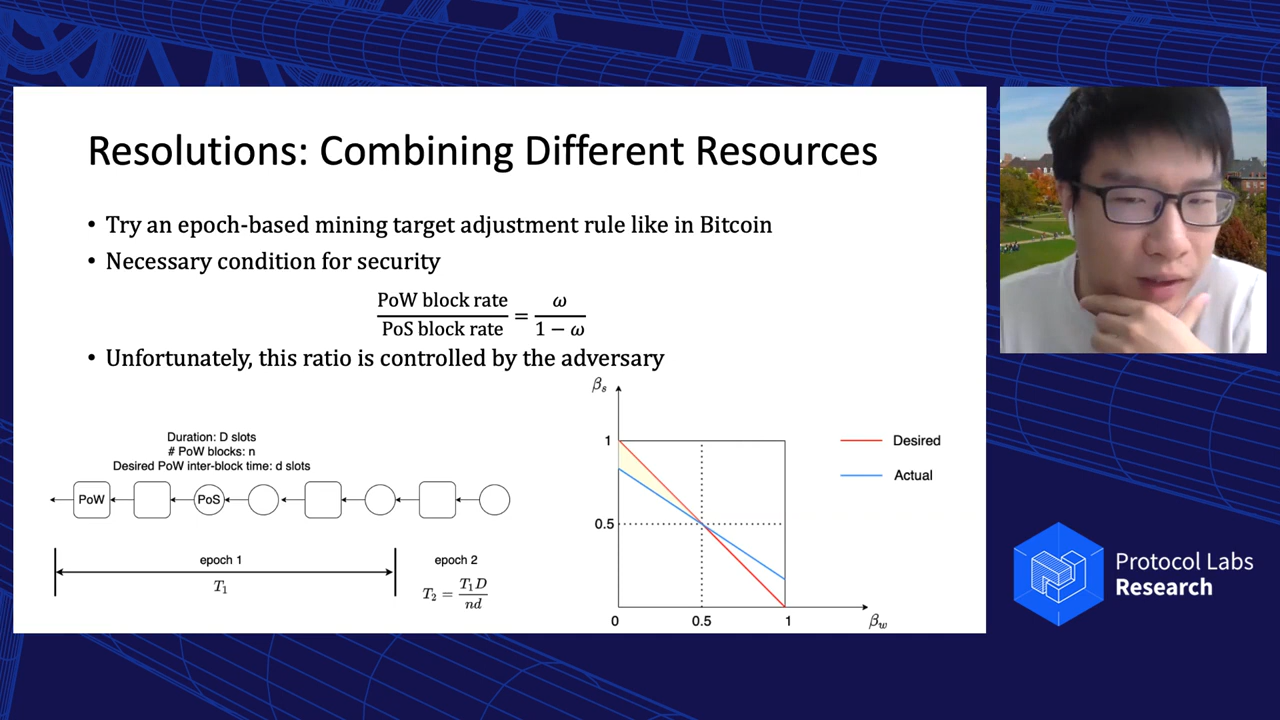 Resolutions: Combining Different Resources
• Try an epoch-based mining target adjustment rule like in Bitcoin
• Necessary condition for security
PoW block rate / PoS block rate = ω / 1 − ω
• Unfortunately, this ratio is controlled by the adversary
Duration: D slots
# PoW blocks: n
Desired PoW inter-block time: d slots
PoW
PoS
epoch 1
T₁
epoch 2
T₂ = T₁D / nd
βₛ
1
0.5
0
0.5
1
β_w
Desired
Actual
Protocol Labs
Research